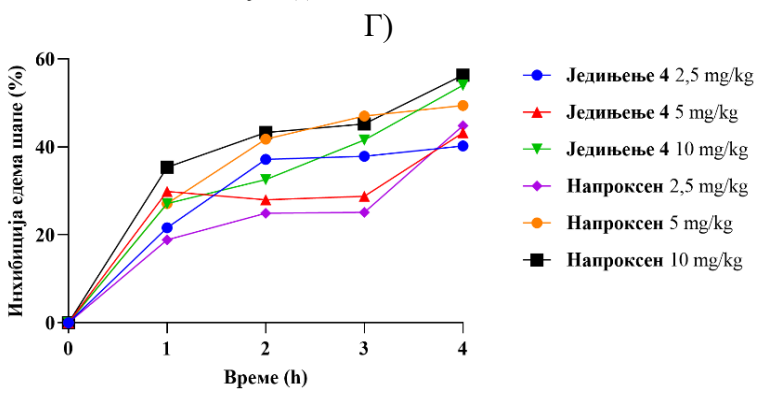 Г)
60
40
20
0
Инхибиција едема шапе (%)
0 1 2 3 4
Време (h)
Једињење 4 2,5 mg/kg
Једињење 4 5 mg/kg
Једињење 4 10 mg/kg
Напроксен 2,5 mg/kg
Напроксен 5 mg/kg
Напроксен 10 mg/kg